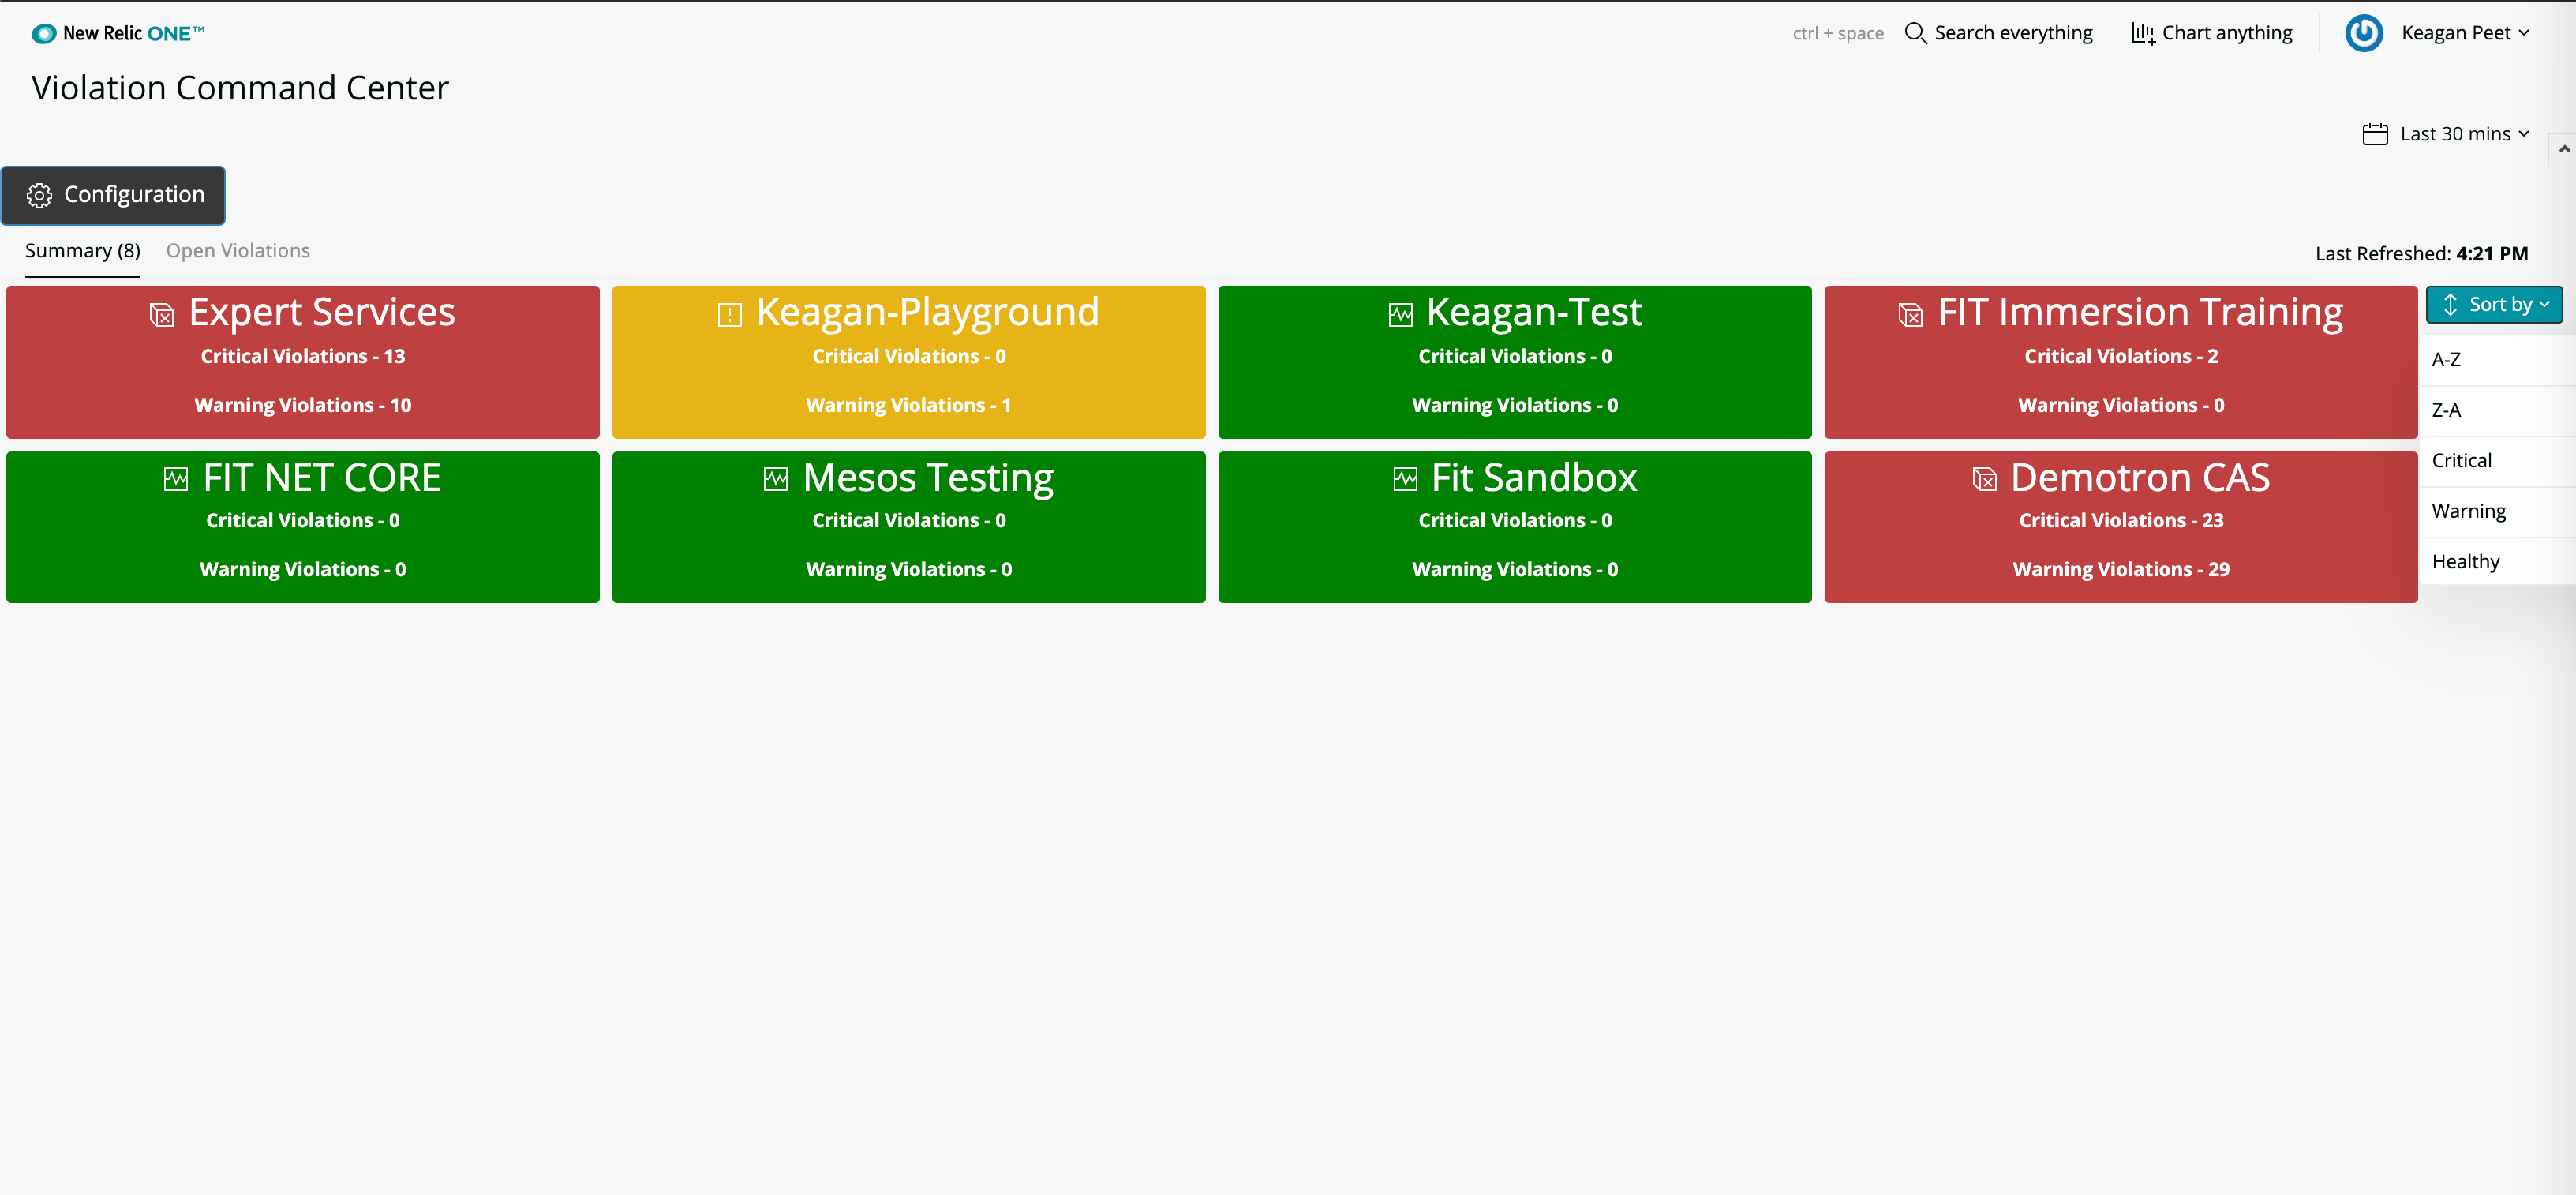 New Relic ONE™
ctrl + space Search everything Chart anything Keagan Peet
Violation Command Center
Last 30 mins
Configuration
Summary (8) Open Violations
Last Refreshed: 4:21 PM
Expert Services
Critical Violations - 13
Warning Violations - 10
Keagan-Playground
Critical Violations - 0
Warning Violations - 1
Keagan-Test
Critical Violations - 0
Warning Violations - 0
FIT Immersion Training
Critical Violations - 2
Warning Violations - 0
FIT NET CORE
Critical Violations - 0
Warning Violations - 0
Mesos Testing
Critical Violations - 0
Warning Violations - 0
Fit Sandbox
Critical Violations - 0
Warning Violations - 0
Demotron CAS
Critical Violations - 23
Warning Violations - 29
Sort by
A-Z
Z-A
Critical
Warning
Healthy